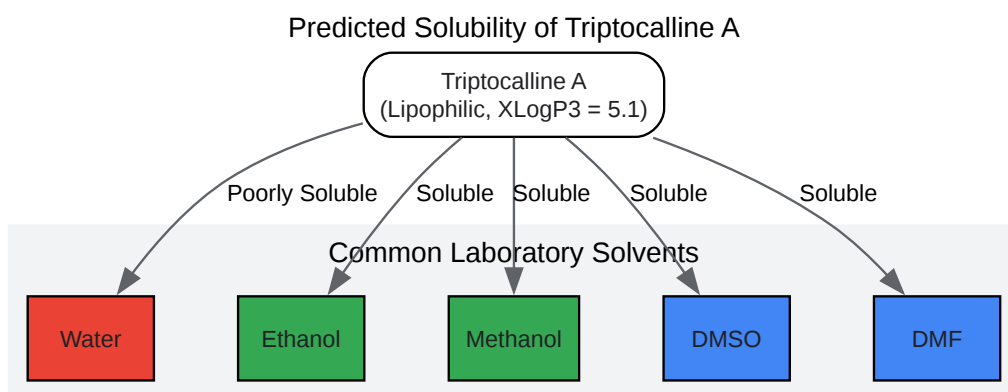 Predicted Solubility of Triptocalline A
Triptocalline A
(Lipophilic, XLogP3 = 5.1)
Poorly Soluble
Soluble
Soluble
Soluble
Soluble
Common Laboratory Solvents
Water
Ethanol
Methanol
DMSO
DMF